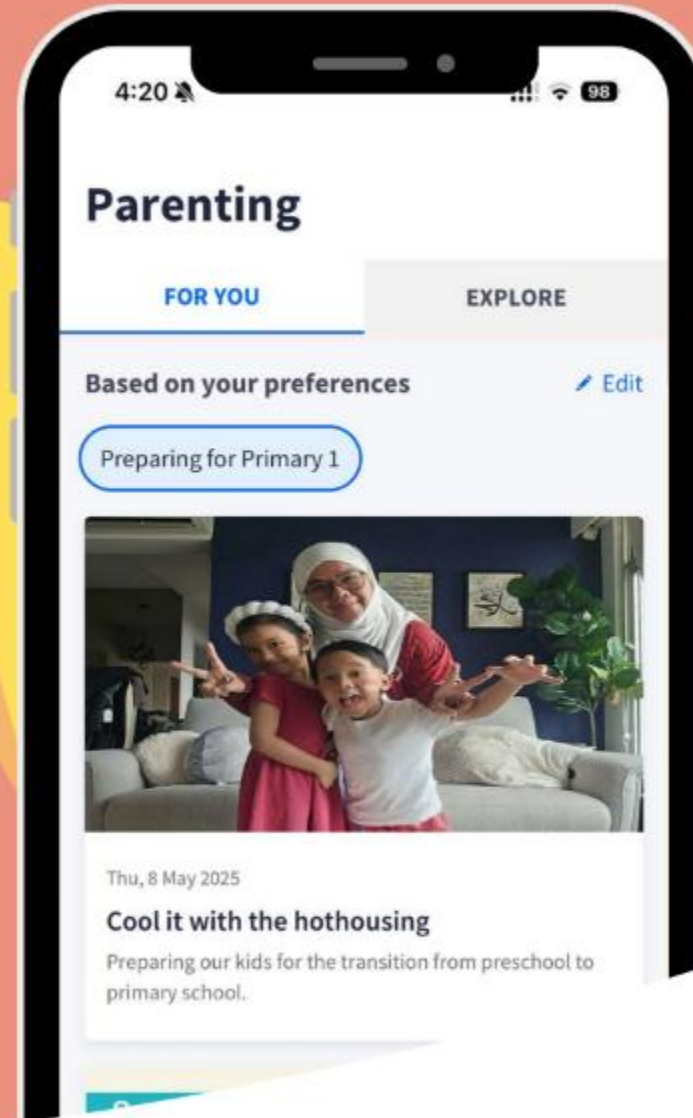 4:20
98
Parenting
FOR YOU
EXPLORE
Based on your preferences
Edit
Preparing for Primary 1
Thu, 8 May 2025
Cool it with the hothousing
Preparing our kids for the transition from preschool to
primary school.